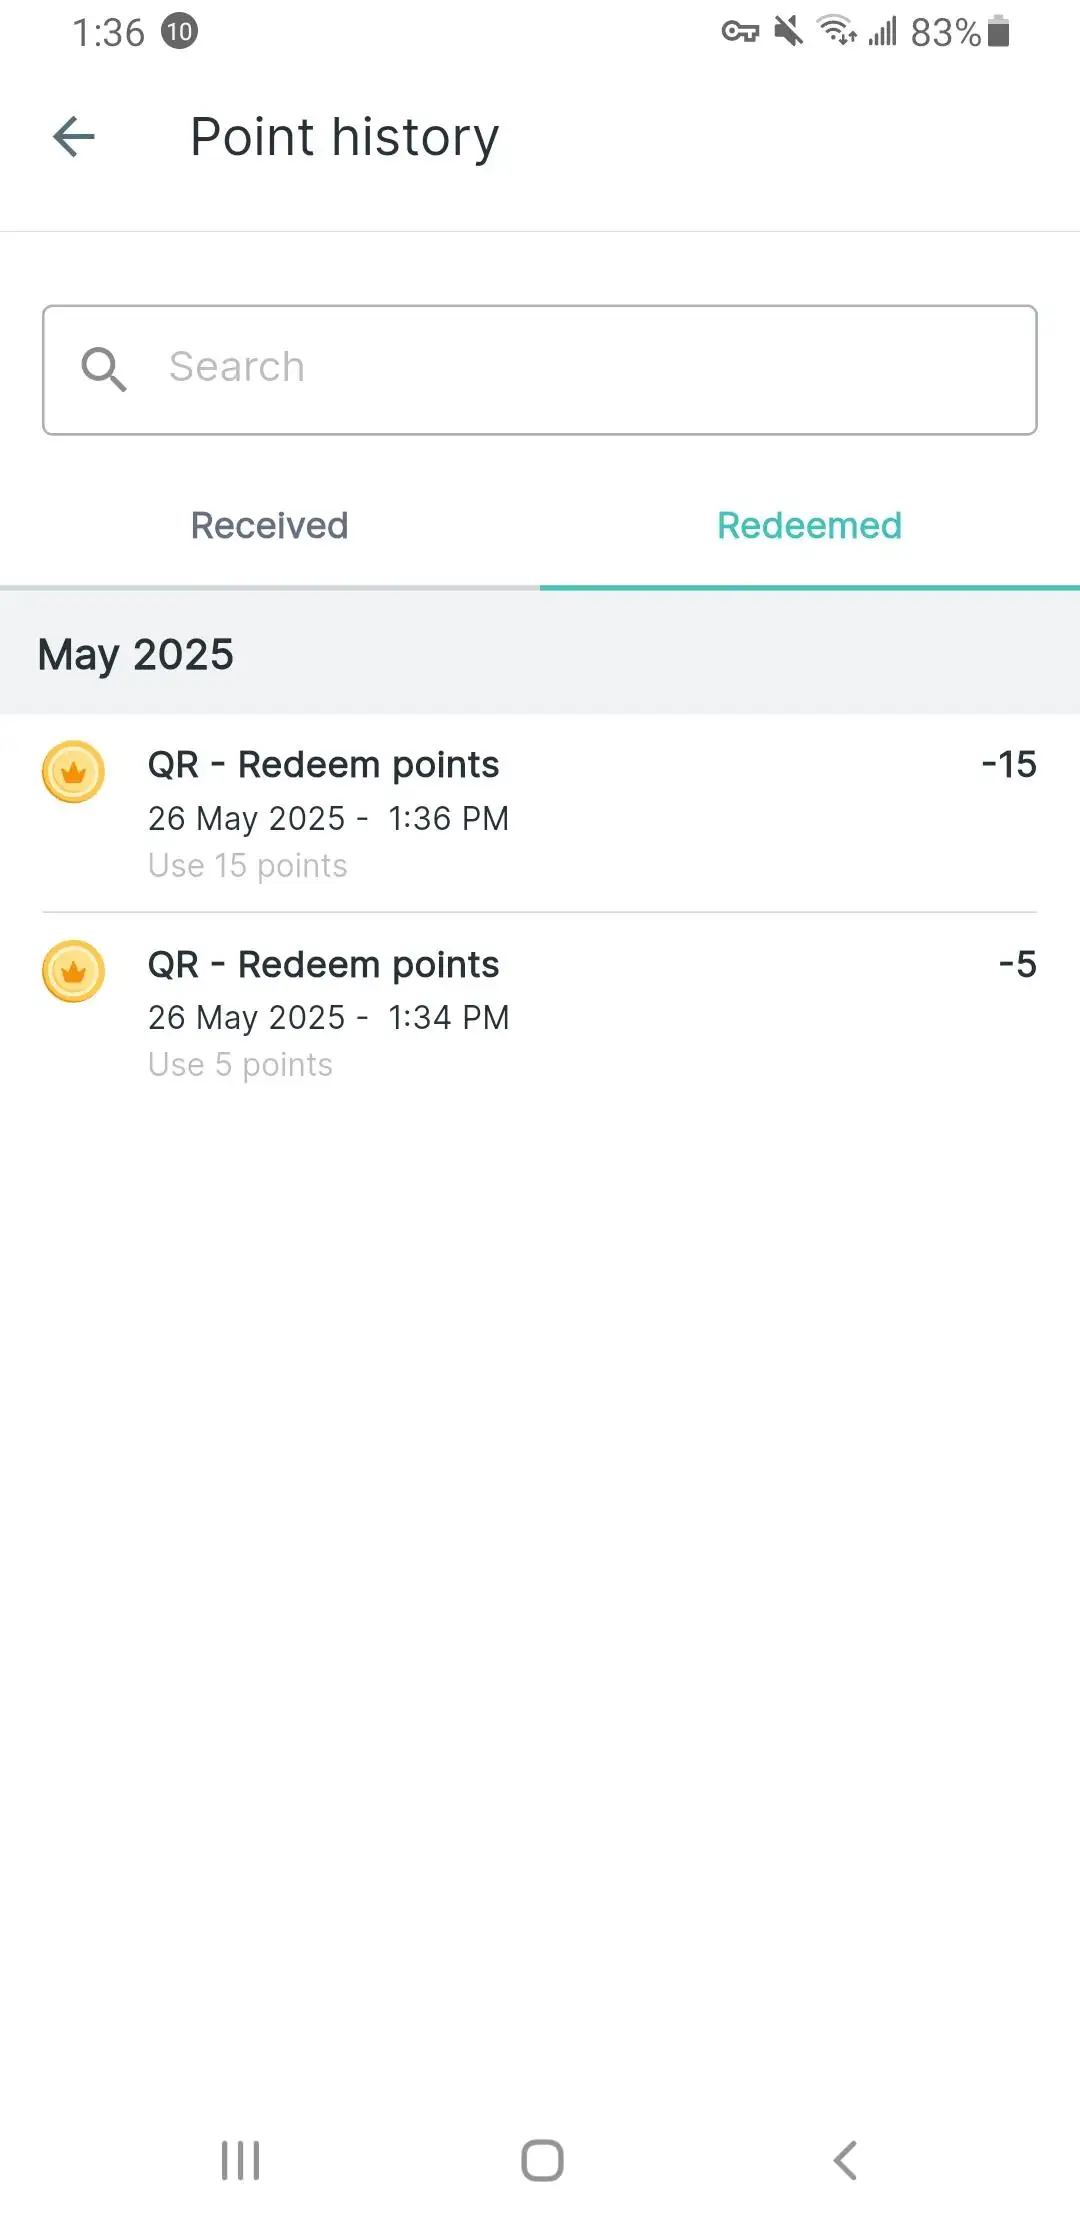 1:36 10 83%
Point history
Search
Received Redeemed
May 2025
QR - Redeem points -15
26 May 2025 - 1:36 PM
Use 15 points
QR - Redeem points -5
26 May 2025 - 1:34 PM
Use 5 points